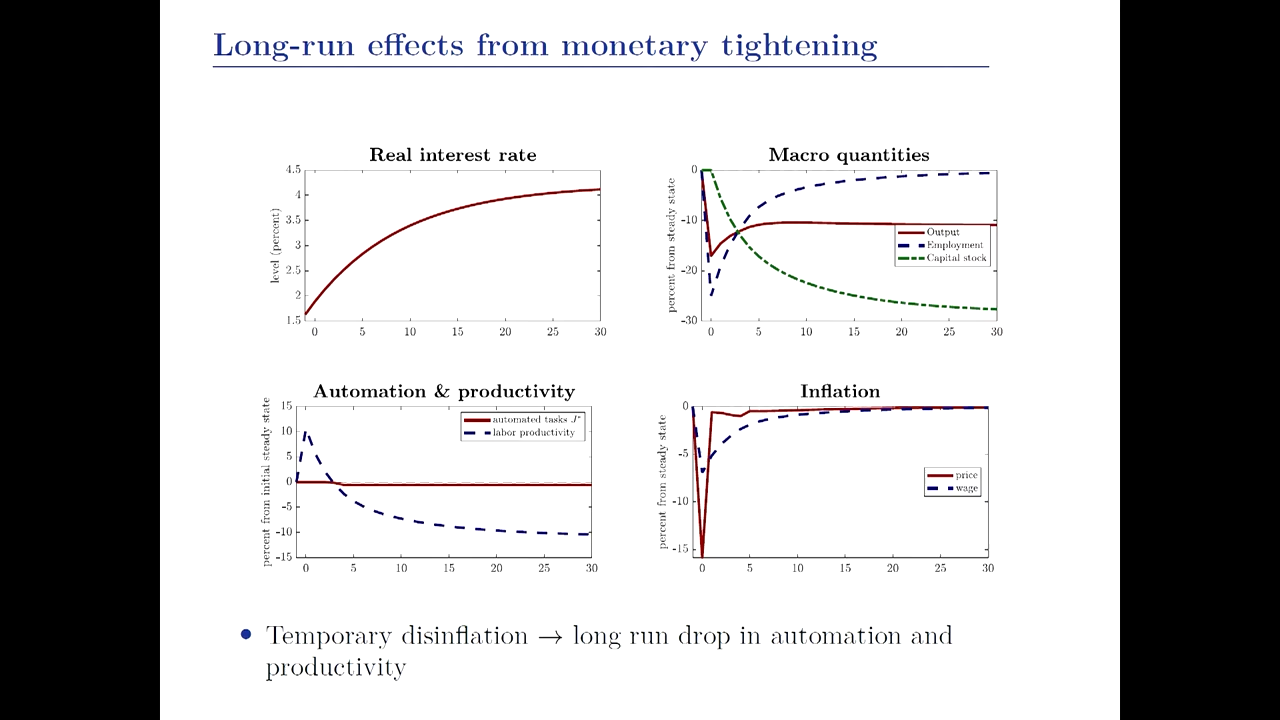 Long-run effects from monetary tightening
Real interest rate
level (percent)
4.5
4
3.5
3
2.5
2
1.5
0 5 10 15 20 25 30
Macro quantities
percent from steady state
0
-10
-20
-30
Output
Employment
Capital stock
0 5 10 15 20 25 30
Automation & productivity
percent from initial steady state
15
10
5
0
-5
-10
-15
automated tasks J*
labor productivity
0 5 10 15 20 25 30
Inflation
percent from steady state
0
-5
-10
-15
price
wage
0 5 10 15 20 25 30
• Temporary disinflation → long run drop in automation and
productivity